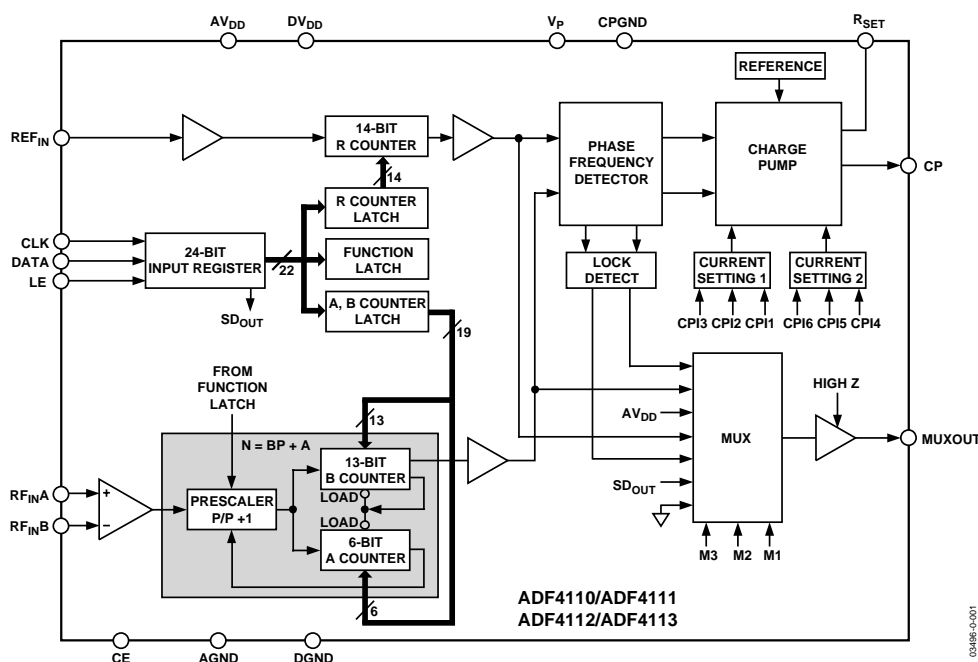 AVDD
DVDD
VP
CPGND
RSET
REFERENCE
REFIN
14-BIT
R COUNTER
PHASE
FREQUENCY
DETECTOR
CHARGE
PUMP
CP
14
R COUNTER
LATCH
CLK
DATA
LE
24-BIT
INPUT REGISTER
22
FUNCTION
LATCH
LOCK
DETECT
CURRENT
SETTING 1
CURRENT
SETTING 2
A, B COUNTER
LATCH
SDOUT
CPI3 CPI2 CPI1
CPI6 CPI5 CPI4
19
FROM
FUNCTION
LATCH
HIGH Z
13
AVDD
MUX
MUXOUT
N = BP + A
13-BIT
B COUNTER
RFINA
RFINB
+
–
PRESCALER
P/P +1
LOAD
LOAD
SDOUT
6-BIT
A COUNTER
M3 M2 M1
6
ADF4110/ADF4111
ADF4112/ADF4113
CE
AGND
DGND
03496-0-001